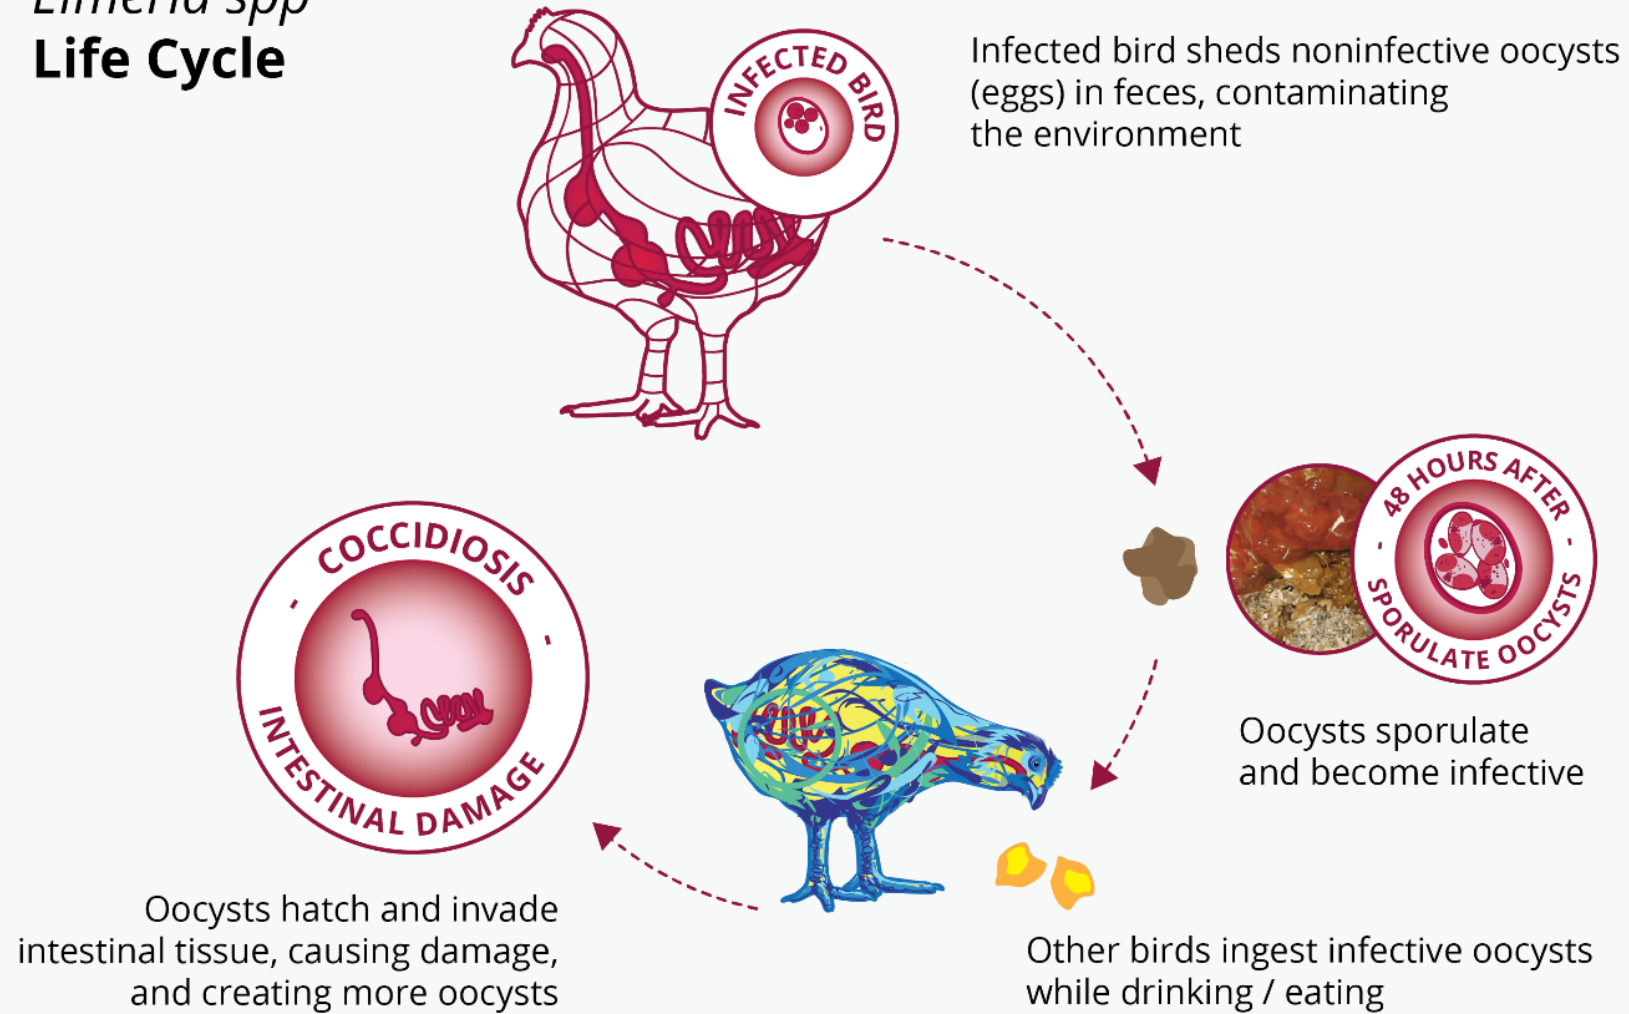 Eimeria spp
Life Cycle
INFECTED BIRD
Infected bird sheds noninfective oocysts
(eggs) in feces, contaminating
the environment
- 48 HOURS AFTER -
SPORULATE OOCYSTS
Oocysts sporulate
and become infective
Other birds ingest infective oocysts
while drinking / eating
- COCCIDIOSIS -
INTESTINAL DAMAGE
Oocysts hatch and invade
intestinal tissue, causing damage,
and creating more oocysts